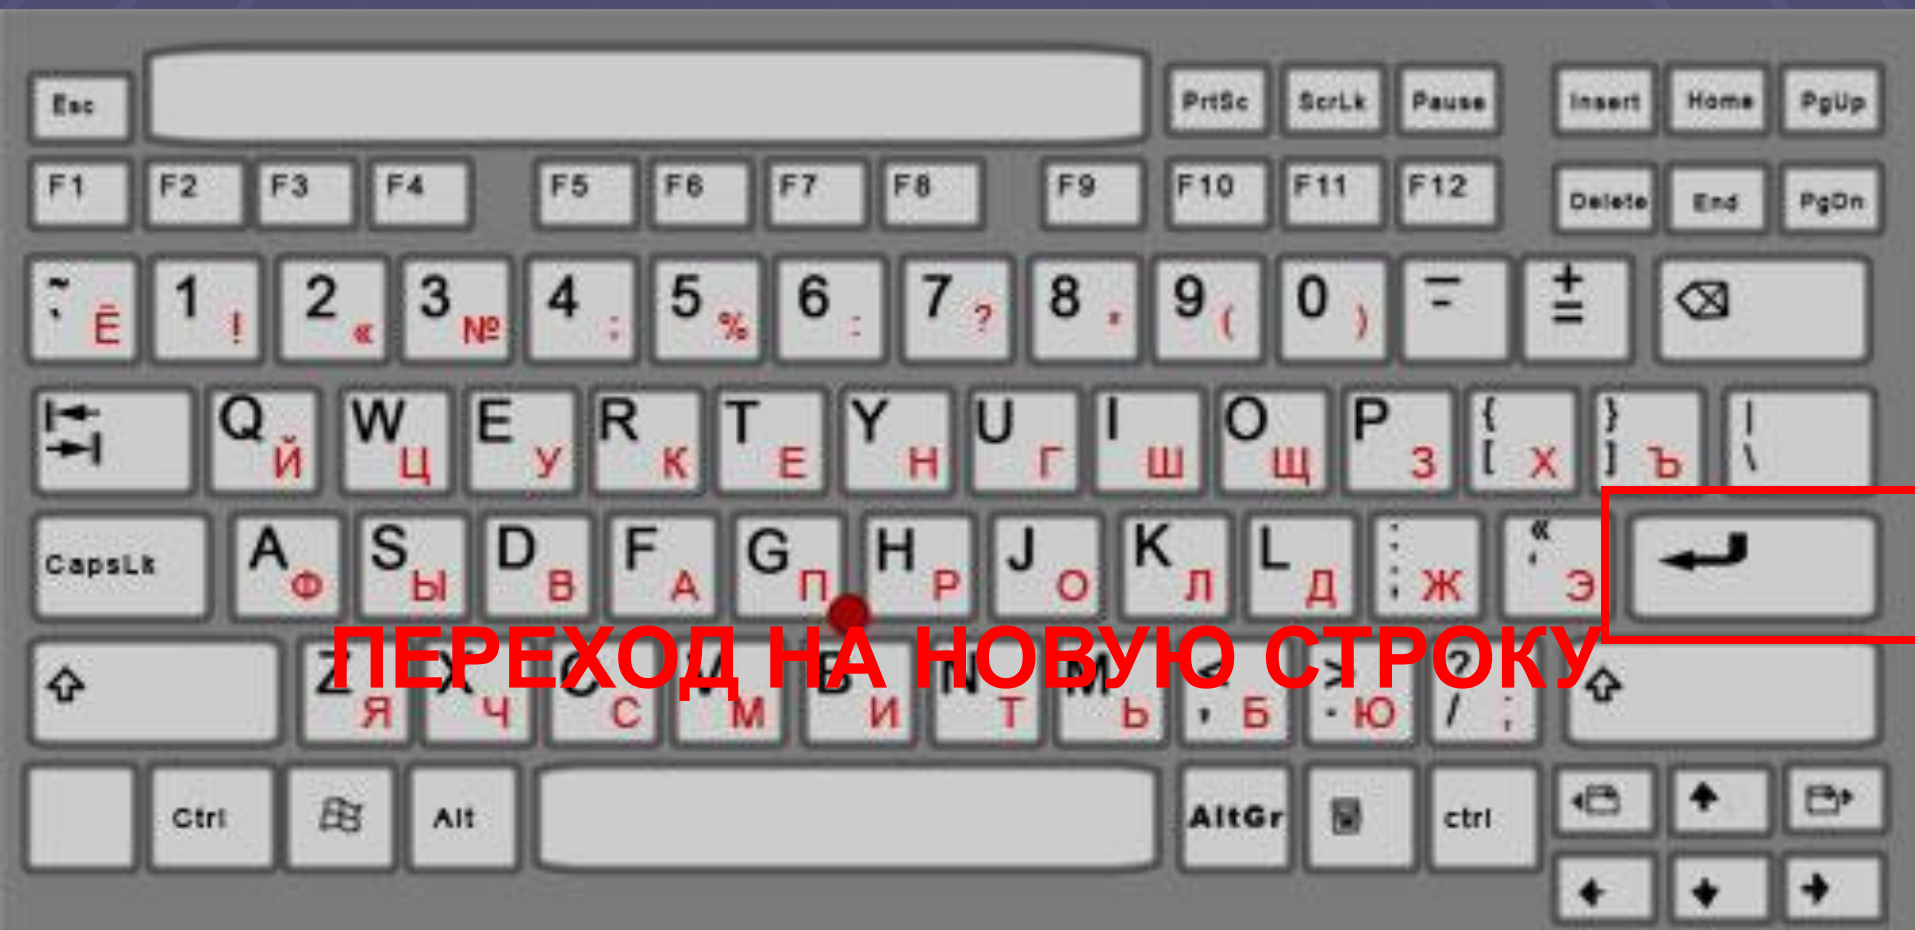 Esc PrtSc ScrLk Pause Insert Home PgUp
F1 F2 F3 F4 F5 F6 F7 F8 F9 F10 F11 F12 Delete End PgDn
~ ` Ё 1 ! 2 « 3 № 4 ; 5 % 6 : 7 ? 8 * 9 ( 0 ) — - + =
Q Й W Ц E У R К T Е Y Н U Г I Ш O Щ P З { [ Х } ] Ъ | \
CapsLk A Ф S Ы D В F А G П H Р J О K Л L Д : ; Ж « ' Э
ПЕРЕХОД НА НОВУЮ СТРОКУ
Z Я X Ч C С V М B И N Т M Ь < , Б > . Ю ? / ;
Ctrl Alt AltGr ctrl